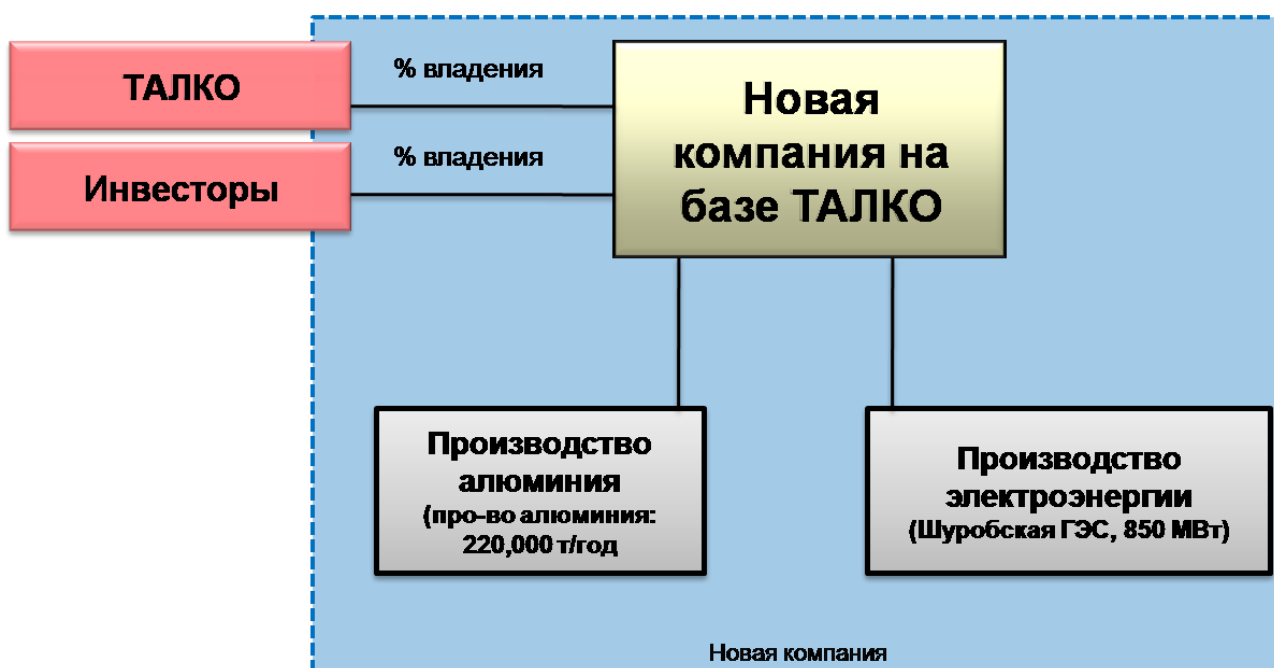 ТАЛКО
% владения
Инвесторы
% владения
Новая
компания на
базе ТАЛКО
Производство
алюминия
(про-во алюминия:
220,000 т/год
Производство
электроэнергии
(Шуробская ГЭС, 850 МВт)
Новая компания